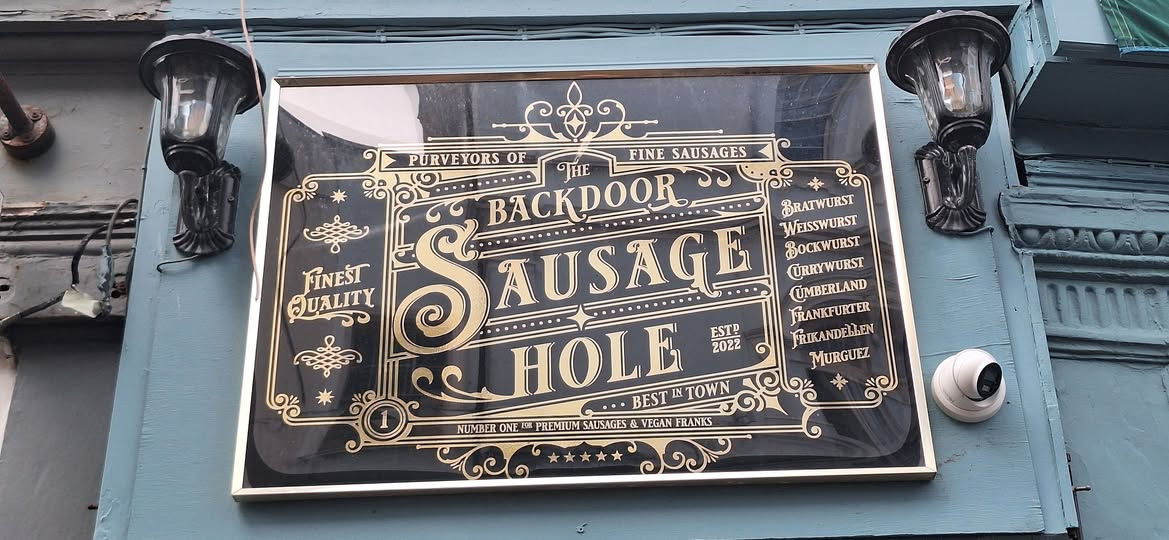 PURVEYORS OF FINE SAUSAGES
THE
BACKDOOR
SAUSAGE
HOLE
ESTD
2022
BEST IN TOWN
1
NUMBER ONE FOR PREMIUM SAUSAGES & VEGAN FRANKS
FINEST
QUALITY
BRATWURST
WEISSWURST
BOCKWURST
CURRYWURST
CUMBERLAND
FRANKFURTER
FRIKANDELLEN
MURGUEZ